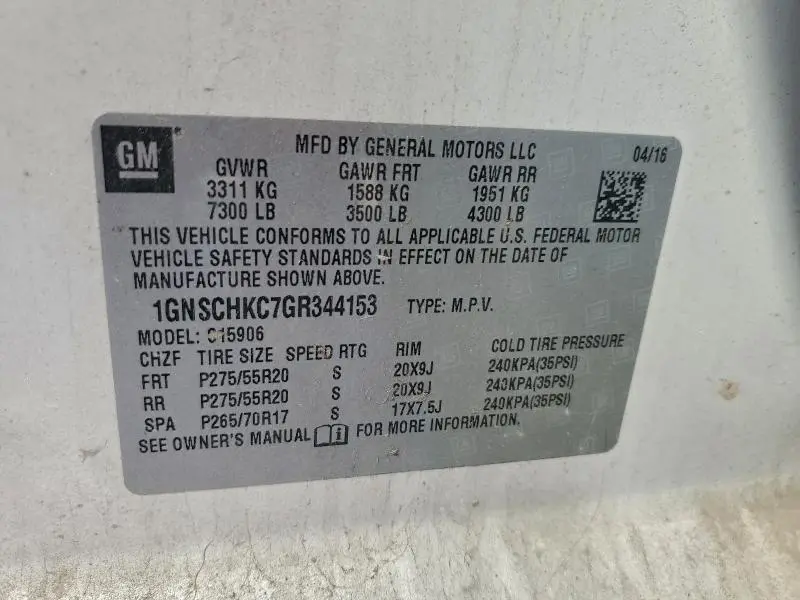 GM
MFD BY GENERAL MOTORS LLC 04/16
GVWR GAWR FRT GAWR RR
3311 KG 1588 KG 1951 KG
7300 LB 3500 LB 4300 LB
THIS VEHICLE CONFORMS TO ALL APPLICABLE U.S. FEDERAL MOTOR
VEHICLE SAFETY STANDARDS IN EFFECT ON THE DATE OF
MANUFACTURE SHOWN ABOVE.
1GNSCHKC7GR344153 TYPE: M.P.V.
MODEL: C15906
CHZF TIRE SIZE SPEED RTG RIM COLD TIRE PRESSURE
FRT P275/55R20 S 20X9J 240KPA(35PSI)
RR P275/55R20 S 20X9J 240KPA(35PSI)
SPA P265/70R17 S 17X7.5J 240KPA(35PSI)
SEE OWNER'S MANUAL FOR MORE INFORMATION.